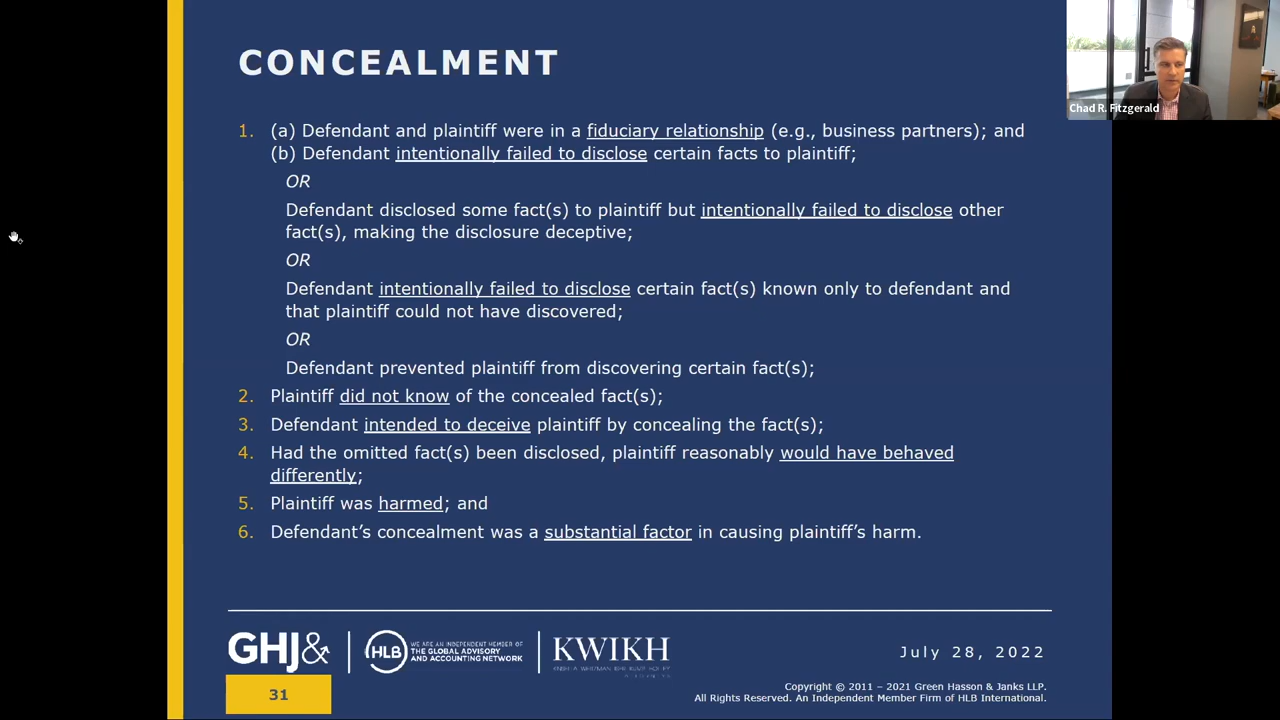 CONCEALMENT
Chad R. Fitzgerald
1. (a) Defendant and plaintiff were in a fiduciary relationship (e.g., business partners); and
(b) Defendant intentionally failed to disclose certain facts to plaintiff;
OR
Defendant disclosed some fact(s) to plaintiff but intentionally failed to disclose other
fact(s), making the disclosure deceptive;
OR
Defendant intentionally failed to disclose certain fact(s) known only to defendant and
that plaintiff could not have discovered;
OR
Defendant prevented plaintiff from discovering certain fact(s);
2. Plaintiff did not know of the concealed fact(s);
3. Defendant intended to deceive plaintiff by concealing the fact(s);
4. Had the omitted fact(s) been disclosed, plaintiff reasonably would have behaved
differently;
5. Plaintiff was harmed; and
6. Defendant's concealment was a substantial factor in causing plaintiff's harm.
GHJ&
HLB
WE ARE AN INDEPENDENT MEMBER OF
THE GLOBAL ADVISORY
AND ACCOUNTING NETWORK
KWIKH
July 28, 2022
31
Copyright © 2011 – 2021 Green Hasson & Janks LLP.
All Rights Reserved. An Independent Member Firm of HLB International.